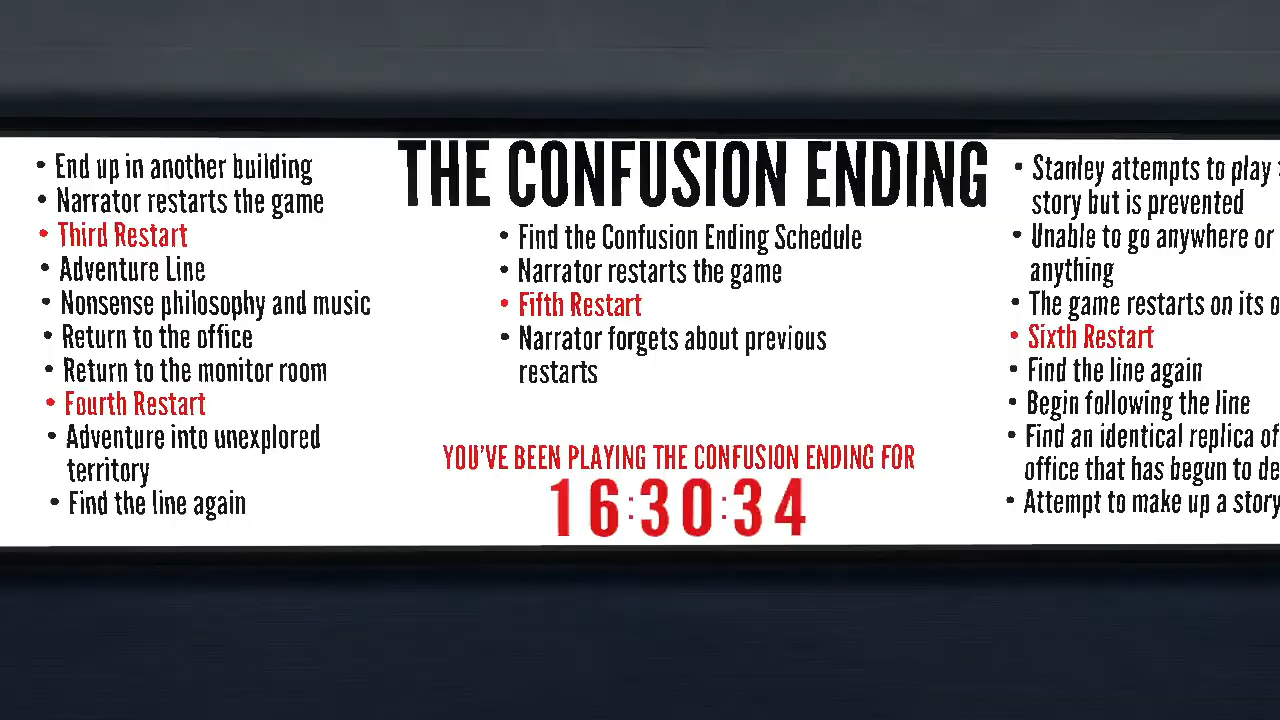 End up in another building
Narrator restarts the game
Third Restart
Adventure Line
Nonsense philosophy and music
Return to the office
Return to the monitor room
Fourth Restart
Adventure into unexplored
territory
Find the line again
THE CONFUSION ENDING
Find the Confusion Ending Schedule
Narrator restarts the game
Fifth Restart
Narrator forgets about previous
restarts
YOU'VE BEEN PLAYING THE CONFUSION ENDING FOR
16:30:34
Stanley attempts to play
story but is prevented
Unable to go anywhere or
anything
The game restarts on its
Sixth Restart
Find the line again
Begin following the line
Find an identical replica of
office that has begun to
Attempt to make up a story